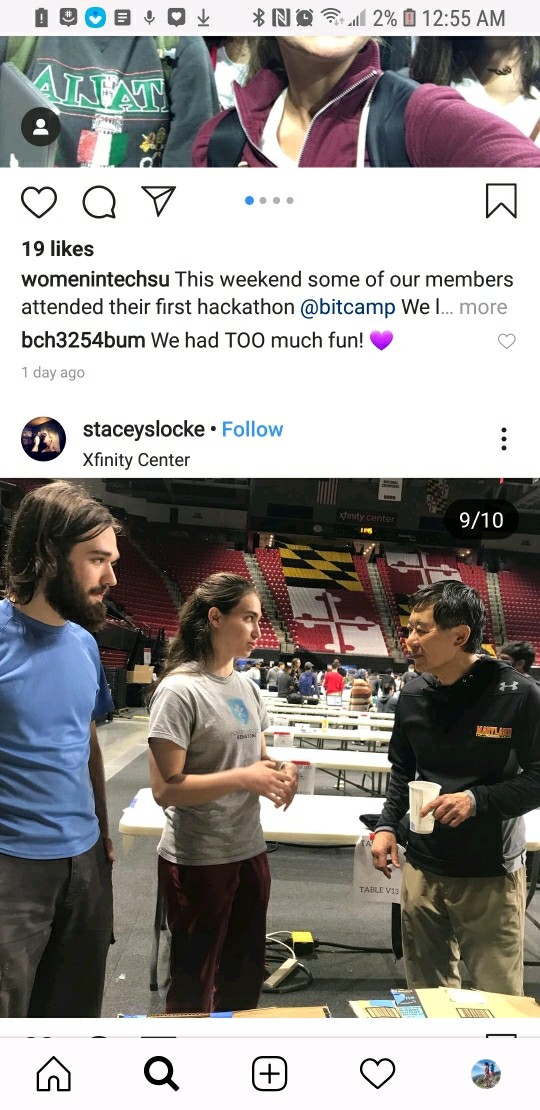 2% 12:55 AM
ALIAT
19 likes
womenintechsu This weekend some of our members
attended their first hackathon @bitcamp We l... more
bch3254bum We had TOO much fun! 💜
1 day ago
staceyslocke • Follow
Xfinity Center
9/10
xfinity center
MARYLAND
TA
TABLE V13